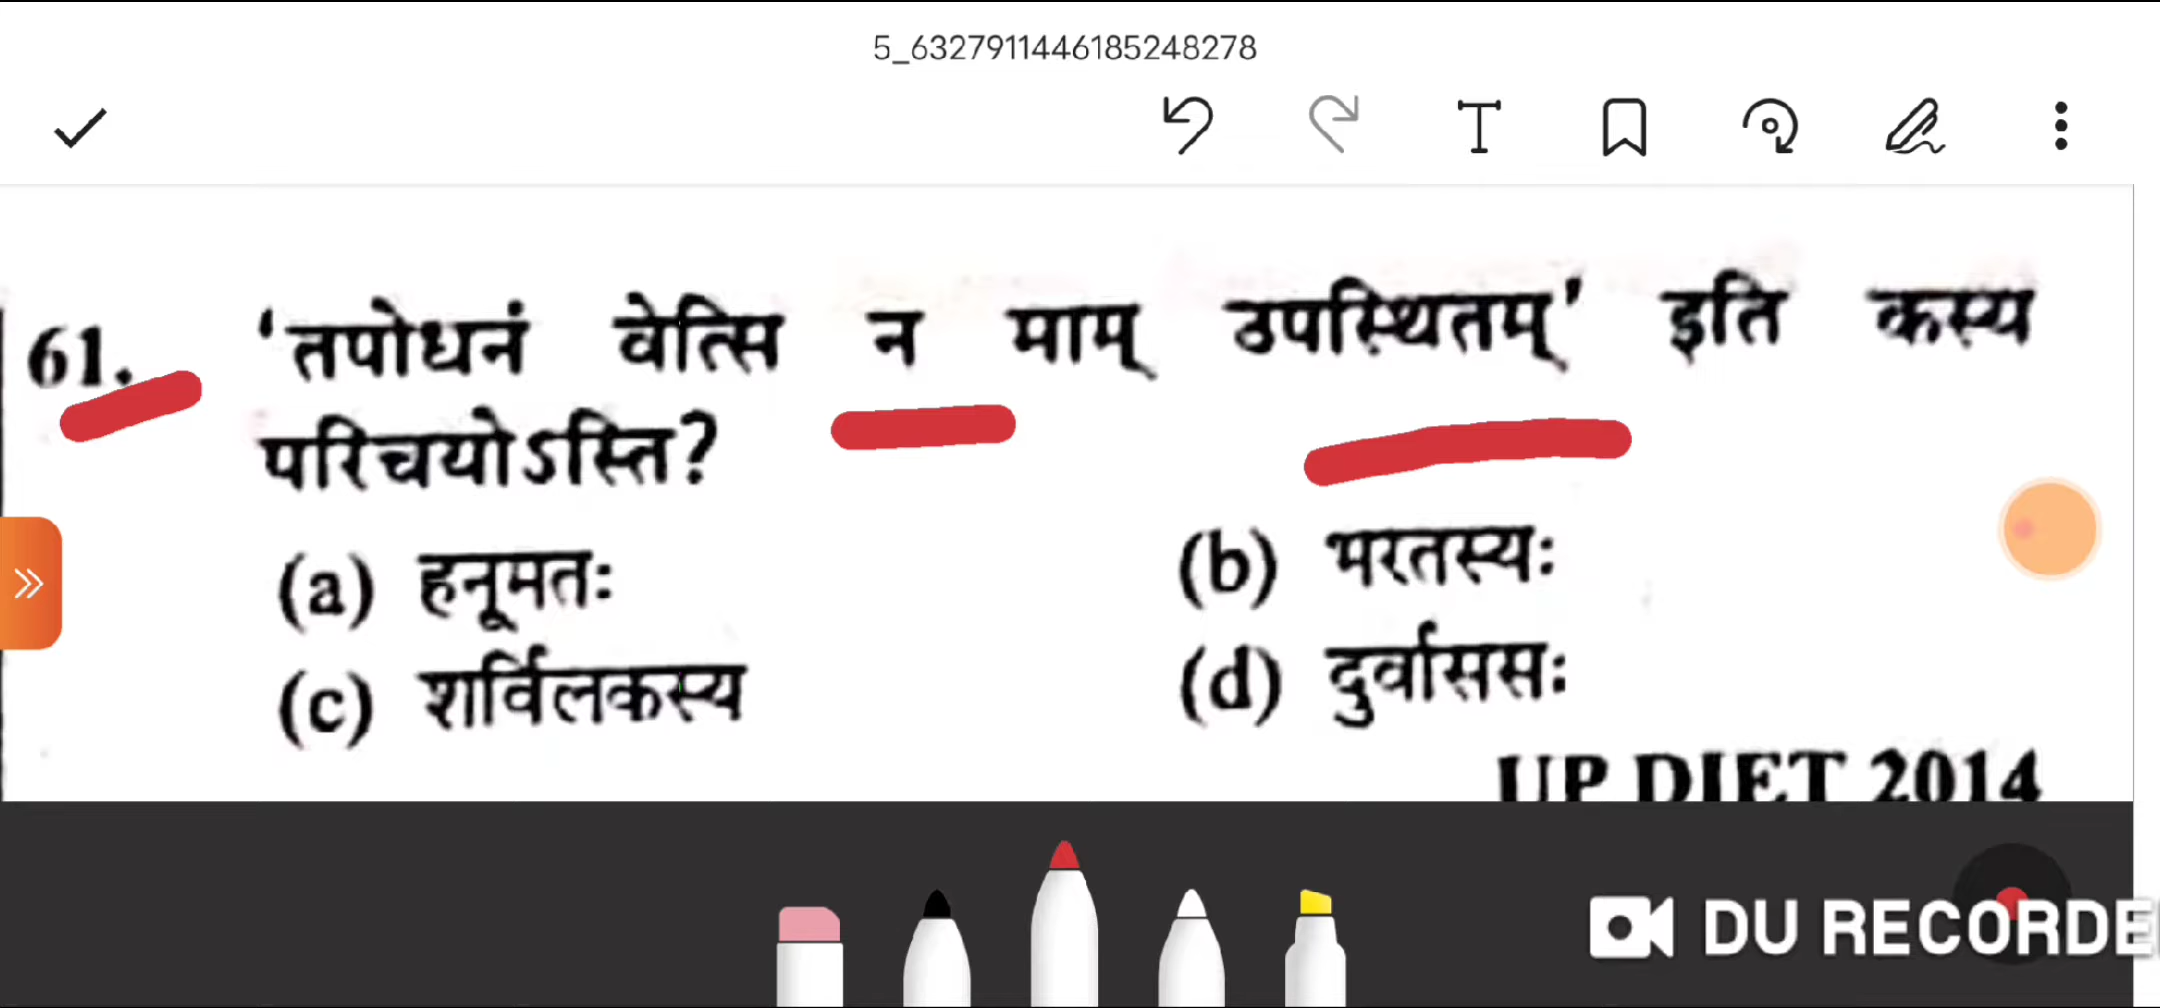 5_6327911446185248278
61. 'तपोधनं वेत्सि न माम् उपस्थितम्' इति कस्य
परिचयोऽस्ति?
(a) हनूमतः (b) भरतस्यः
(c) शर्विलकस्य (d) दुर्वाससः
UP DIET 2014
DU RECORDE